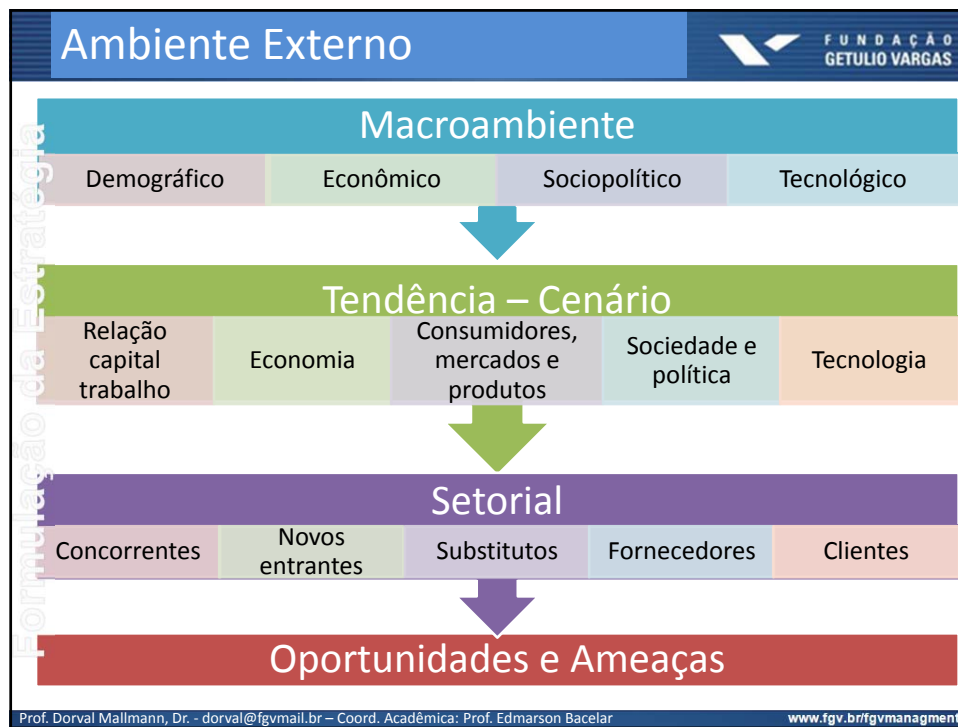 Ambiente Externo
FUNDAÇÃO
GETULIO VARGAS
Formulação da Estratégia
Macroambiente
Demográfico
Econômico
Sociopolítico
Tecnológico
Tendência – Cenário
Relação
capital
trabalho
Economia
Consumidores,
mercados e
produtos
Sociedade e
política
Tecnologia
Setorial
Concorrentes
Novos
entrantes
Substitutos
Fornecedores
Clientes
Oportunidades e Ameaças
Prof. Dorval Mallmann, Dr. - dorval@fgvmail.br – Coord. Acadêmica: Prof. Edmarson Bacelar
www.fgv.br/fgvmanagment